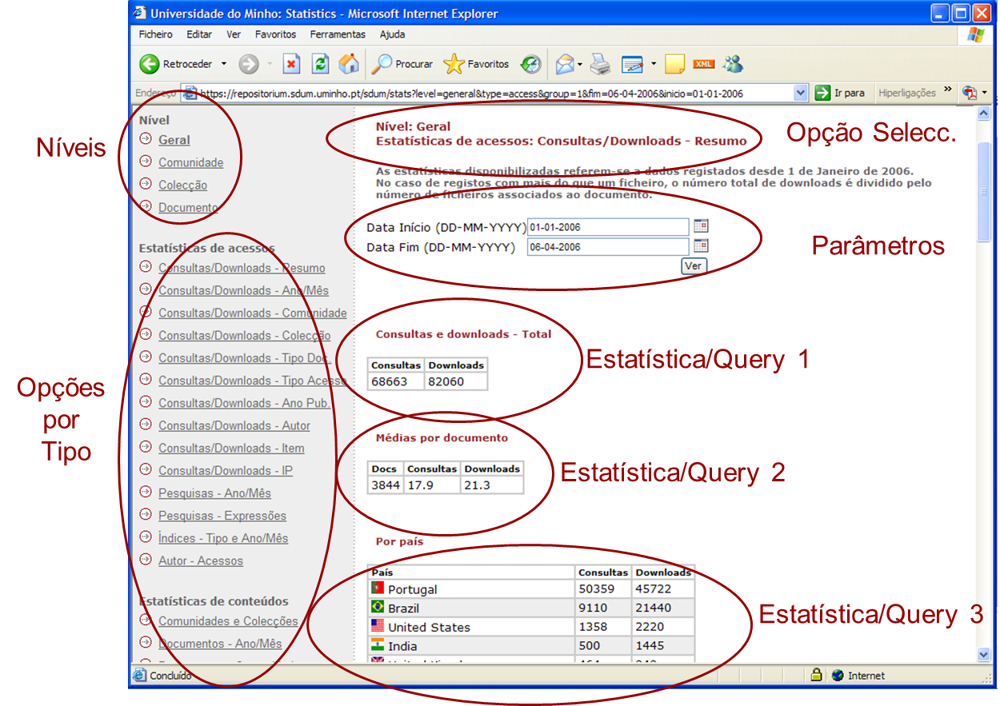 Universidade do Minho: Statistics - Microsoft Internet Explorer
Ficheiro Editar Ver Favoritos Ferramentas Ajuda
Retroceder Procurar Favoritos XML
Endereço https://repositorium.sdum.uminho.pt/sdum/stats?level=general&type=access&group=1&fim=06-04-2006&inicio=01-01-2006 Ir para Hiperligações »
Níveis
Nível
Geral
Comunidade
Colecção
Documento
Opções
por
Tipo
Estatísticas de acessos
Consultas/Downloads - Resumo
Consultas/Downloads - Ano/Mês
Consultas/Downloads - Comunidade
Consultas/Downloads - Colecção
Consultas/Downloads - Tipo Doc.
Consultas/Downloads - Tipo Acesso
Consultas/Downloads - Ano Pub.
Consultas/Downloads - Autor
Consultas/Downloads - Item
Consultas/Downloads - IP
Pesquisas - Ano/Mês
Pesquisas - Expressões
Índices - Tipo e Ano/Mês
Autor - Acessos
Estatísticas de conteúdos
Comunidades e Colecções
Documentos - Ano/Mês
Nível: Geral
Estatísticas de acessos: Consultas/Downloads - Resumo
Opção Selecc.
As estatísticas disponibilizadas referem-se a dados registados desde 1 de Janeiro de 2006.
No caso de registos com mais do que um ficheiro, o número total de downloads é dividido pelo
número de ficheiros associados ao documento.
Data Início (DD-MM-YYYY) 01-01-2006
Data Fim (DD-MM-YYYY) 06-04-2006
Ver
Parâmetros
Consultas e downloads - Total
Consultas Downloads
68663 82060
Estatística/Query 1
Médias por documento
Docs Consultas Downloads
3844 17.9 21.3
Estatística/Query 2
Por país
País Consultas Downloads
Portugal 50359 45722
Brazil 9110 21440
United States 1358 2220
India 500 1445
Estatística/Query 3
Concluído Internet